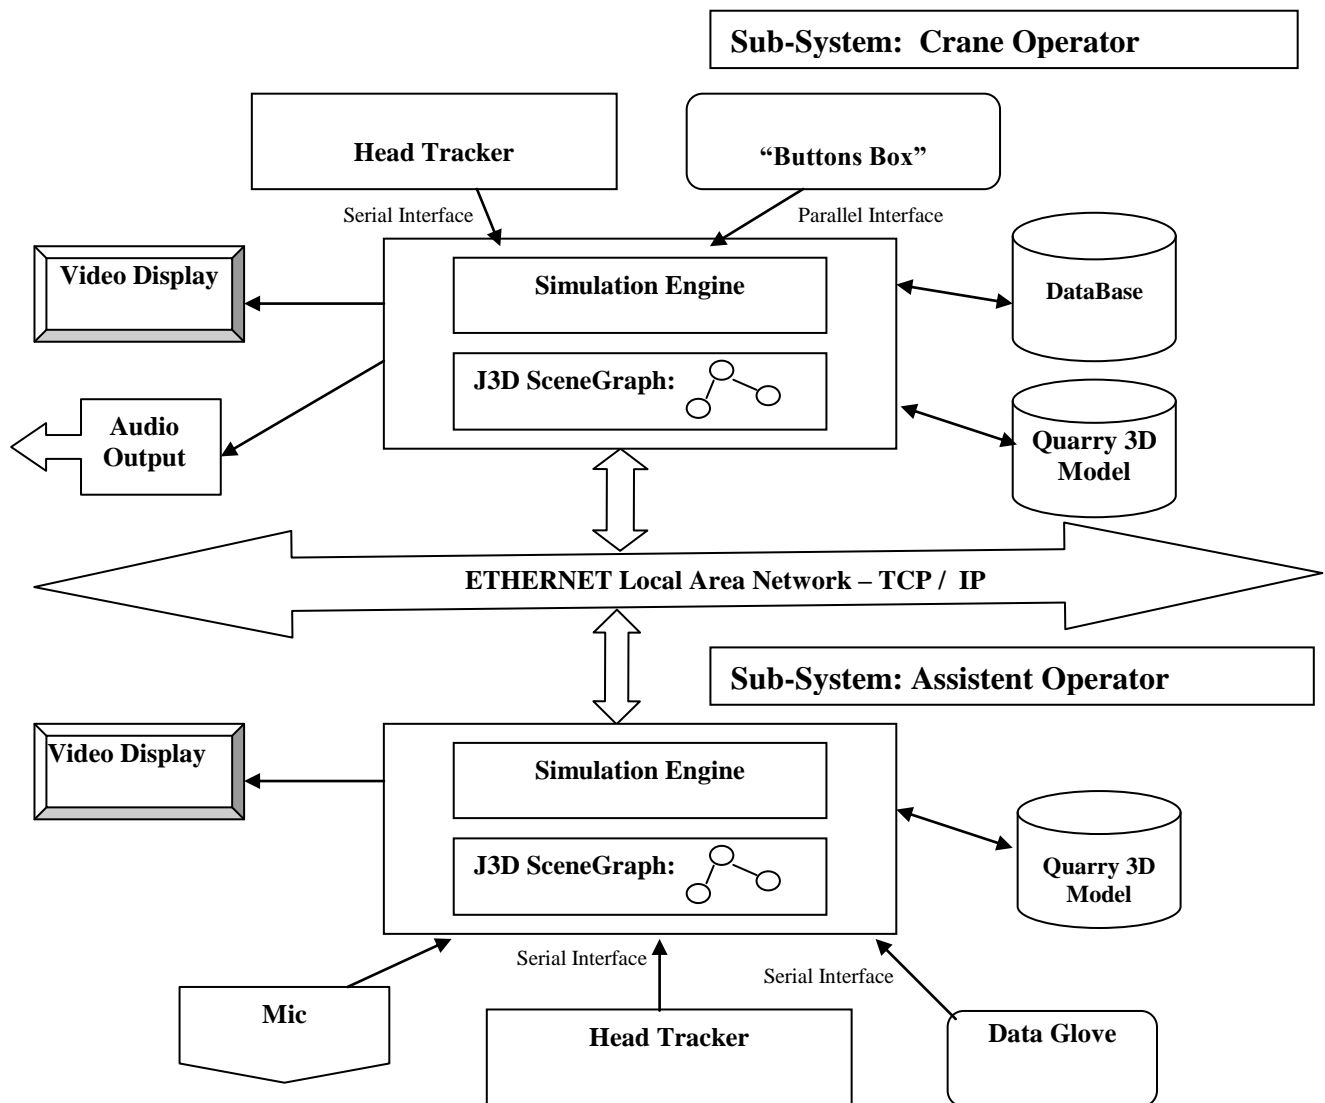 Sub-System:  Crane Operator
Head Tracker
“Buttons Box”
Serial Interface
Parallel Interface
Video Display
Simulation Engine
DataBase
J3D SceneGraph:
Audio
Output
Quarry 3D
Model
ETHERNET Local Area Network – TCP /  IP
Sub-System: Assistent Operator
Video Display
Simulation Engine
J3D SceneGraph:
Quarry 3D
Model
Serial Interface
Serial Interface
Mic
Head Tracker
Data Glove